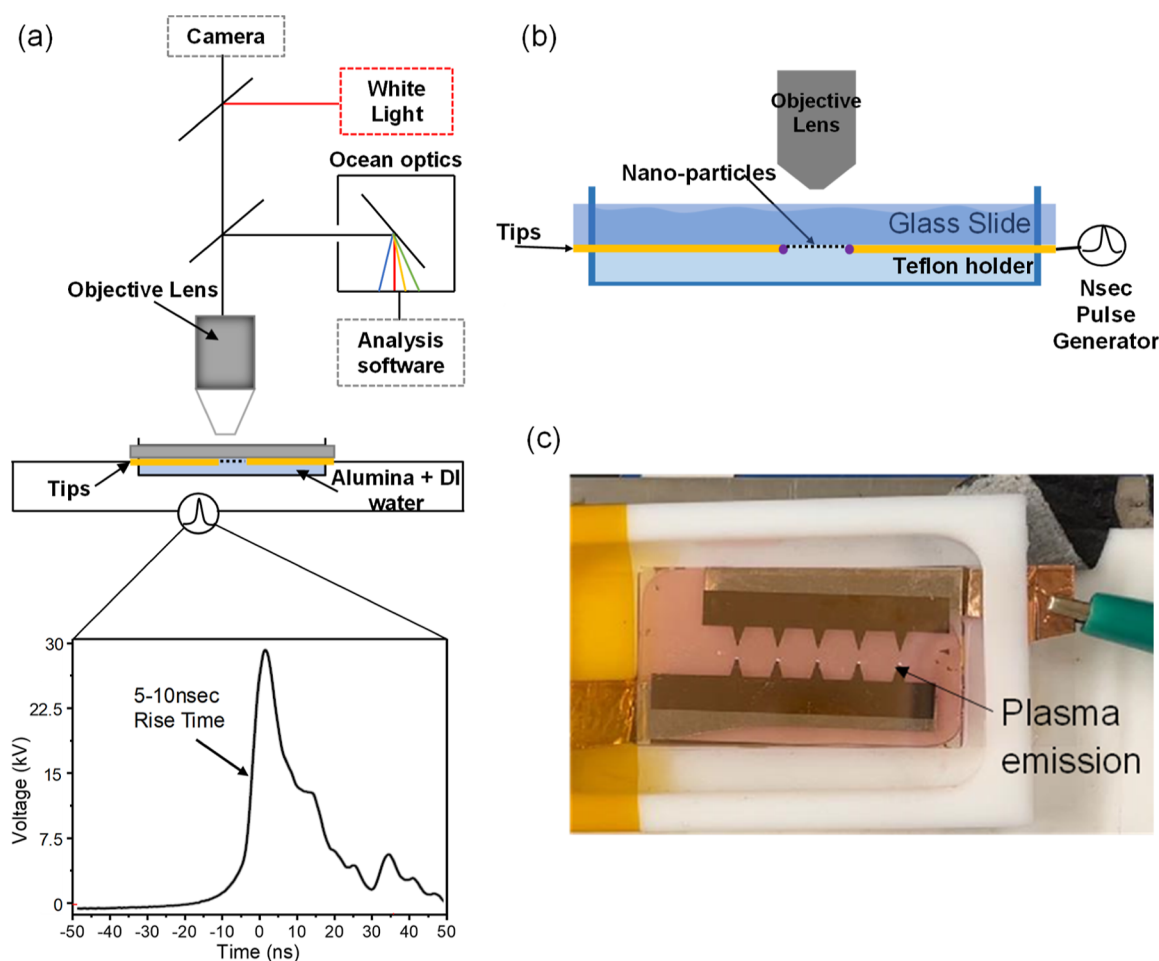 (a)
Camera
White
Light
Ocean optics
Objective Lens
Analysis
software
Tips
Alumina + DI
water
30
22.5
15
7.5
0
Voltage (kV)
5-10nsec
Rise Time
-50 -40 -30 -20 -10 0 10 20 30 40 50
Time (ns)
(b)
Objective
Lens
Nano-particles
Glass Slide
Tips
Teflon holder
Nsec
Pulse
Generator
(c)
Plasma
emission